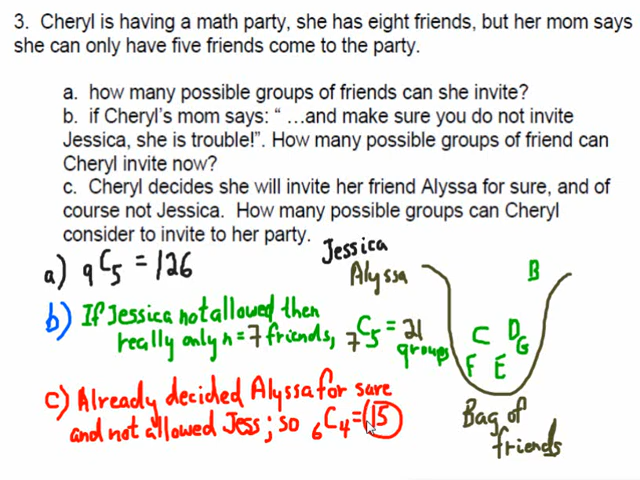 3. Cheryl is having a math party, she has eight friends, but her mom says
she can only have five friends come to the party.
a. how many possible groups of friends can she invite?
b. if Cheryl's mom says: “ …and make sure you do not invite
Jessica, she is trouble!”. How many possible groups of friend can
Cheryl invite now?
c. Cheryl decides she will invite her friend Alyssa for sure, and of
course not Jessica. How many possible groups can Cheryl
consider to invite to her party.
a) 9C5 = 126
Jessica
Alyssa
B
b) If Jessica not allowed then
really only n=7 friends, 7C5 = 21
groups
C D G
F E
c) Already decided Alyssa for sure
and not allowed Jess; so 6C4=15
Bag of
friends